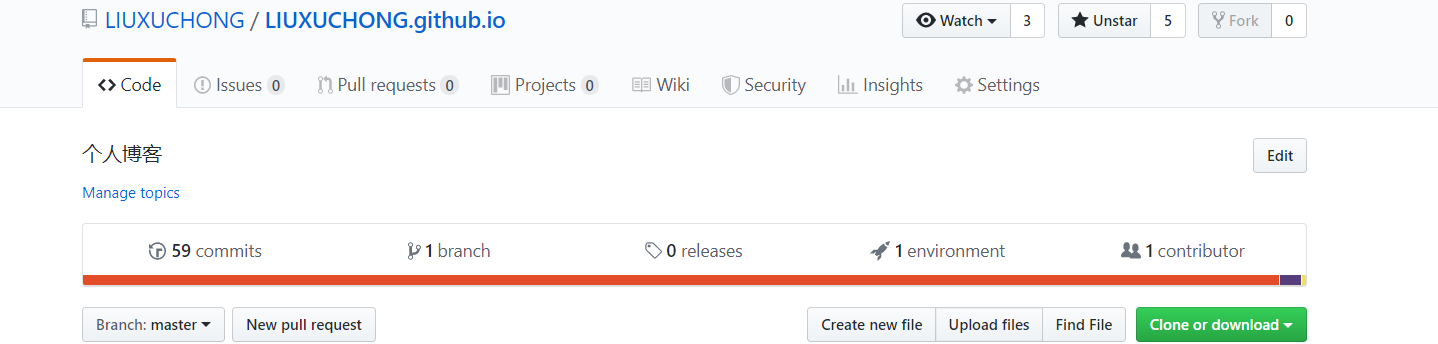 LIUXUCHONG / LIUXUCHONG.github.io Watch 3 Unstar 5 Fork 0
Code Issues 0 Pull requests 0 Projects 0 Wiki Security Insights Settings
个人博客 Edit
Manage topics
59 commits 1 branch 0 releases 1 environment 1 contributor
Branch: master New pull request Create new file Upload files Find File Clone or download